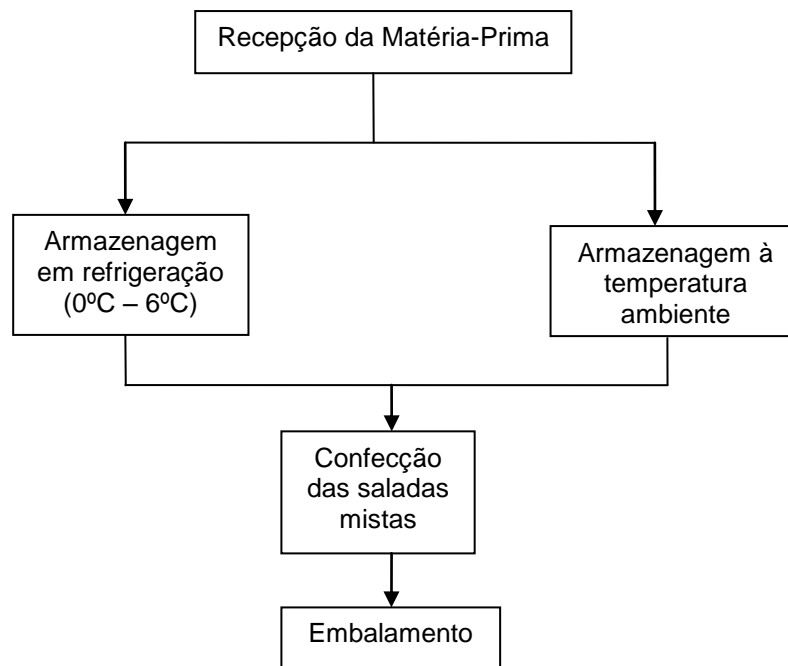 Recepção da Matéria-Prima
Armazenagem
em refrigeração
(0ºC – 6ºC)
Armazenagem à
temperatura
ambiente
Confecção
das saladas
mistas
Embalamento